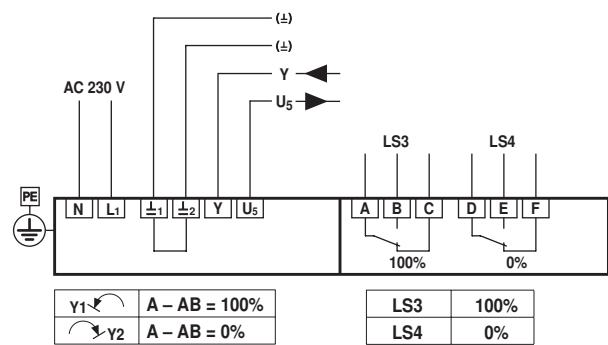 (⊥)
(⊥)
Y
AC 230 V
U5
LS3 LS4
PE
N L1 ⊥1 ⊥2 Y U5 A B C D E F
100% 0%
Y1 A – AB = 100%
Y2 A – AB = 0%
LS3 100%
LS4 0%